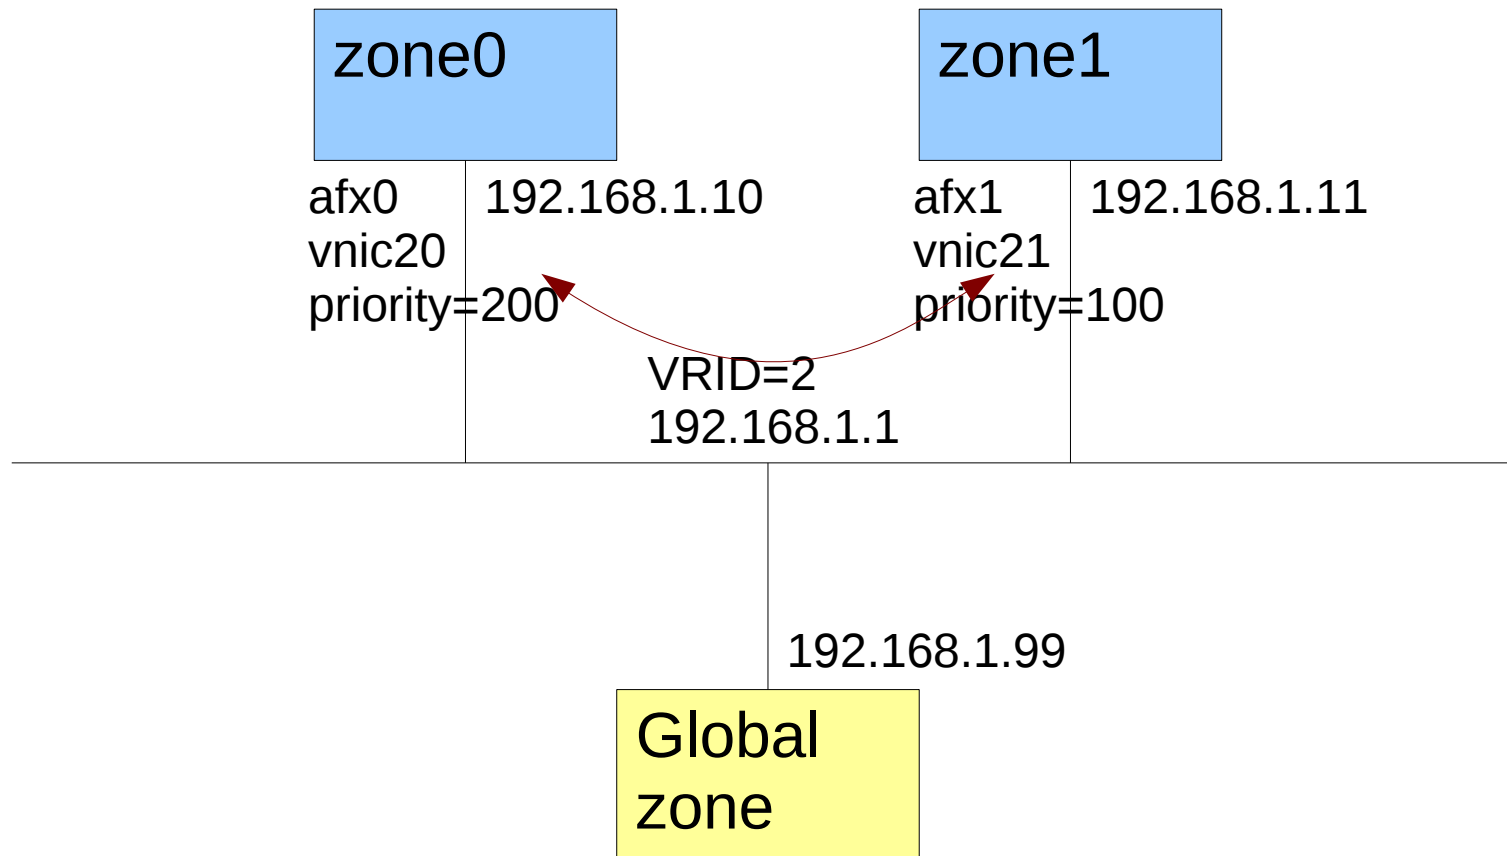 zone0
zone1
afx0
192.168.1.10
vnic20
priority=200
afx1
192.168.1.11
vnic21
priority=100
VRID=2
192.168.1.1
192.168.1.99
Global
zone